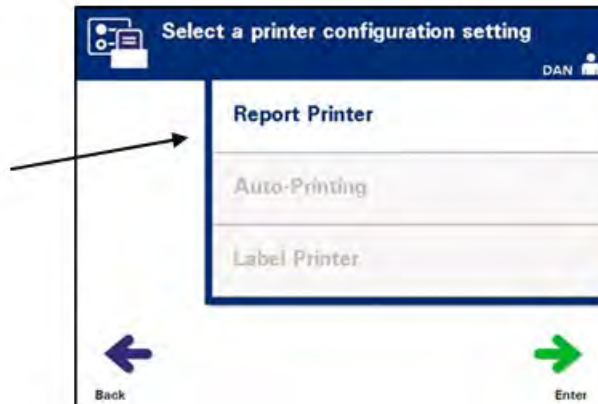 Select a printer configuration setting
DAN
Report Printer
Auto-Printing
Label Printer
Back
Enter